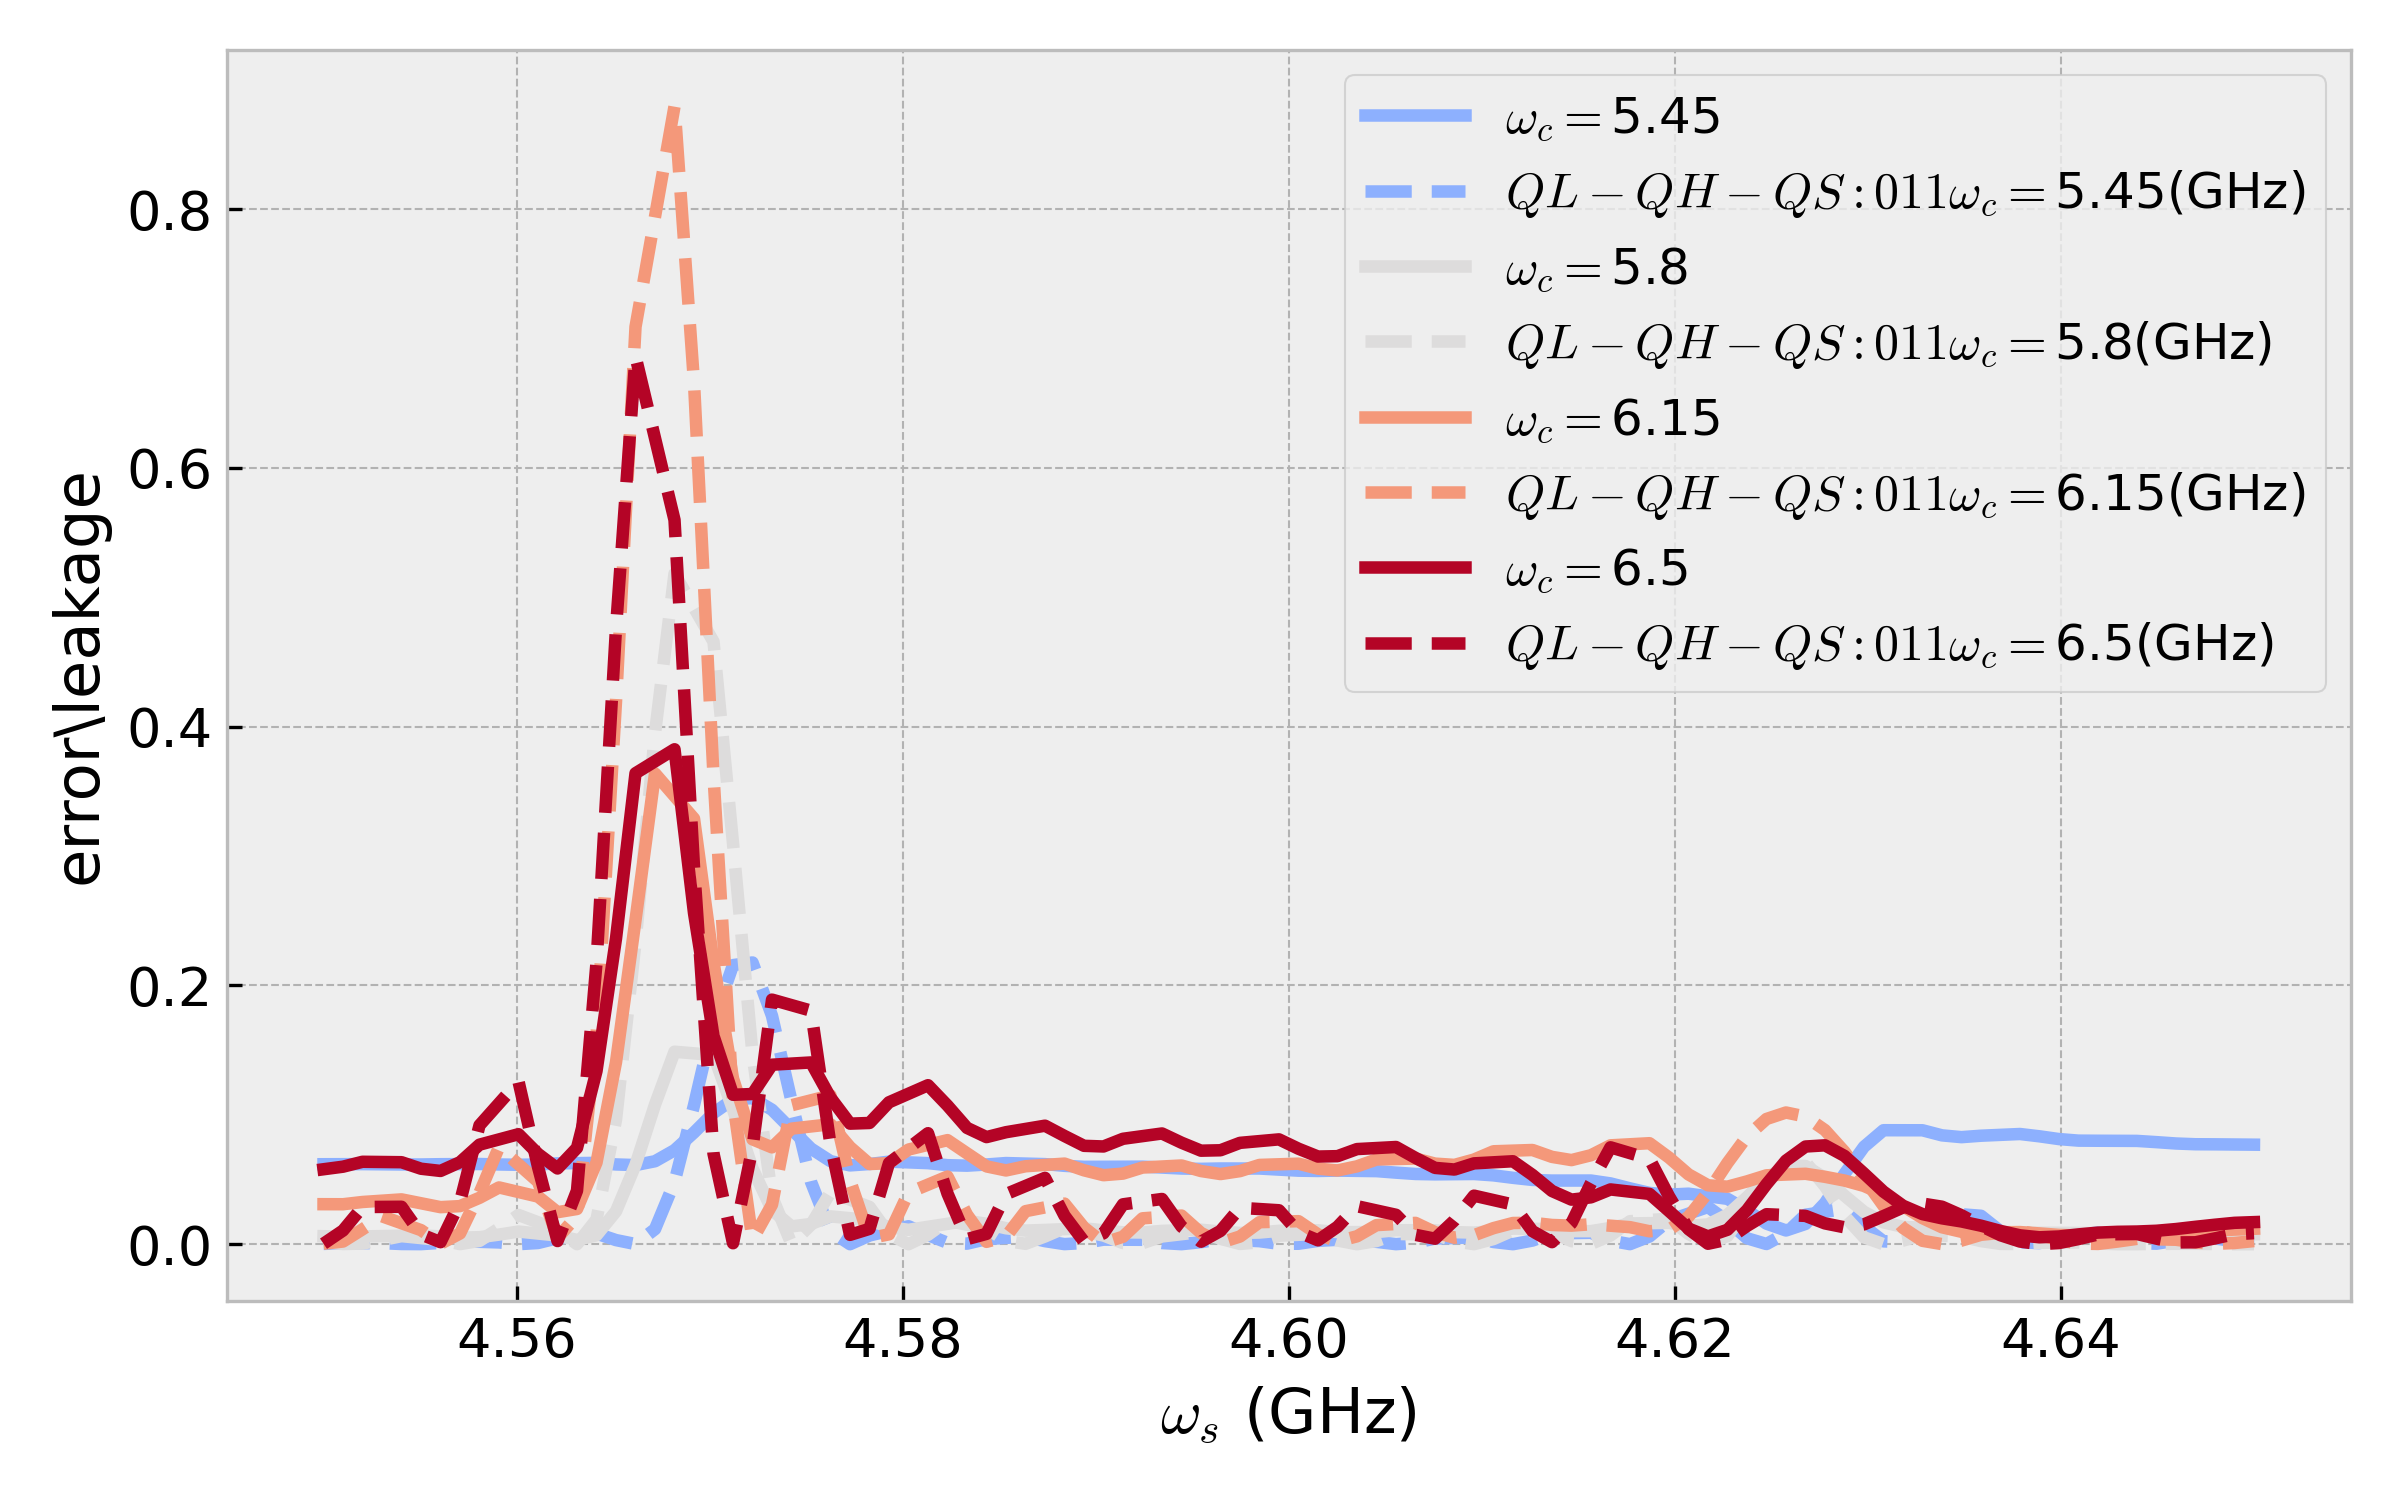 error\leakage
0.8
0.6
0.4
0.2
0.0
4.56 4.58 4.60 4.62 4.64
ω_s (GHz)
ω_c = 5.45
QL − QH − QS : 011ω_c = 5.45(GHz)
ω_c = 5.8
QL − QH − QS : 011ω_c = 5.8(GHz)
ω_c = 6.15
QL − QH − QS : 011ω_c = 6.15(GHz)
ω_c = 6.5
QL − QH − QS : 011ω_c = 6.5(GHz)